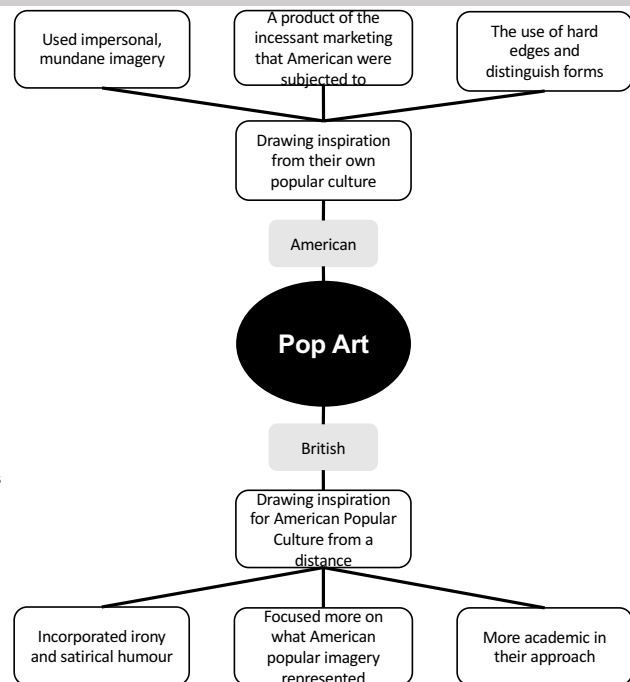 Used impersonal,
mundane imagery
A product of the
incessant marketing
that American were
subjected to
The use of hard
edges and
distinguish forms
Drawing inspiration
from their own
popular culture
American
Pop Art
British
Drawing inspiration
for American Popular
Culture from a
distance
Incorporated irony
and satirical humour
Focused more on
what American
popular imagery
represented
More academic in
their approach